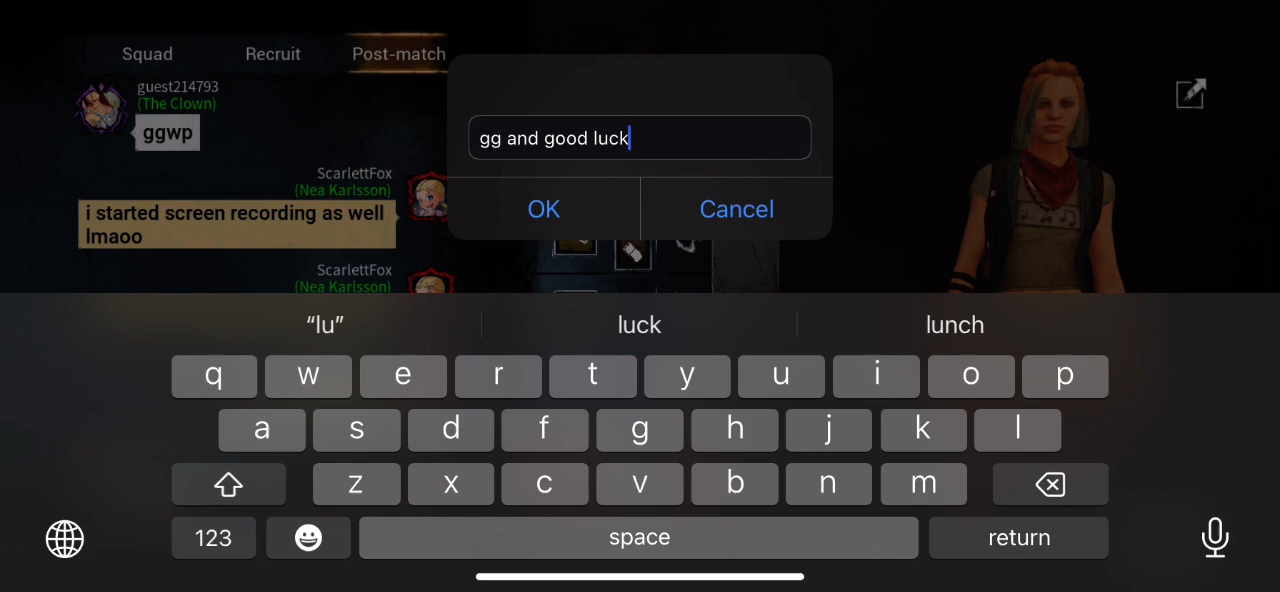 Squad
Recruit
Post-match
guest214793
(The Clown)
ggwp
ScarlettFox
(Nea Karlsson)
i started screen recording as well
lmaoo
ScarlettFox
(Nea Karlsson)
gg and good luck
OK
Cancel
“lu”
luck
lunch
q w e r t y u i o p
a s d f g h j k l
z x c v b n m
123
space
return